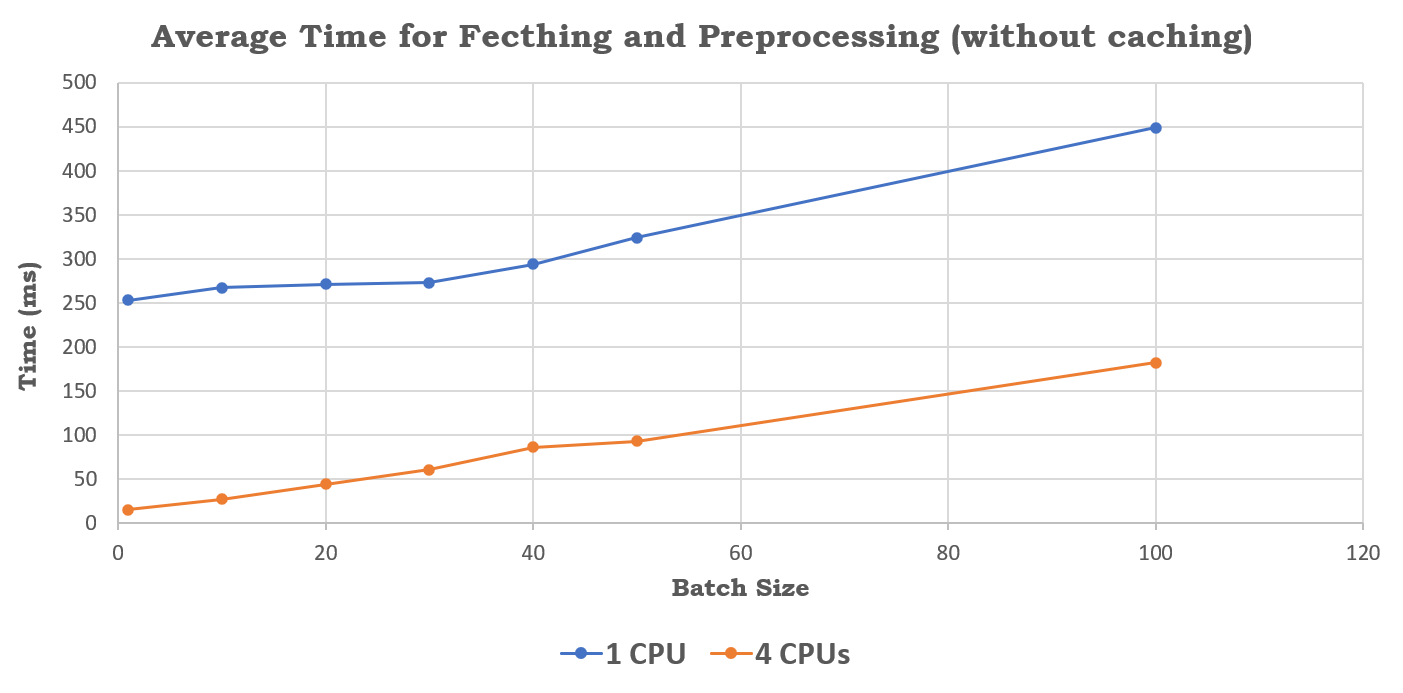 Average Time for Fecthing and Preprocessing (without caching)
500
450
400
350
300
250
200
150
100
50
0
Time (ms)
0 20 40 60 80 100 120
Batch Size
1 CPU 4 CPUs